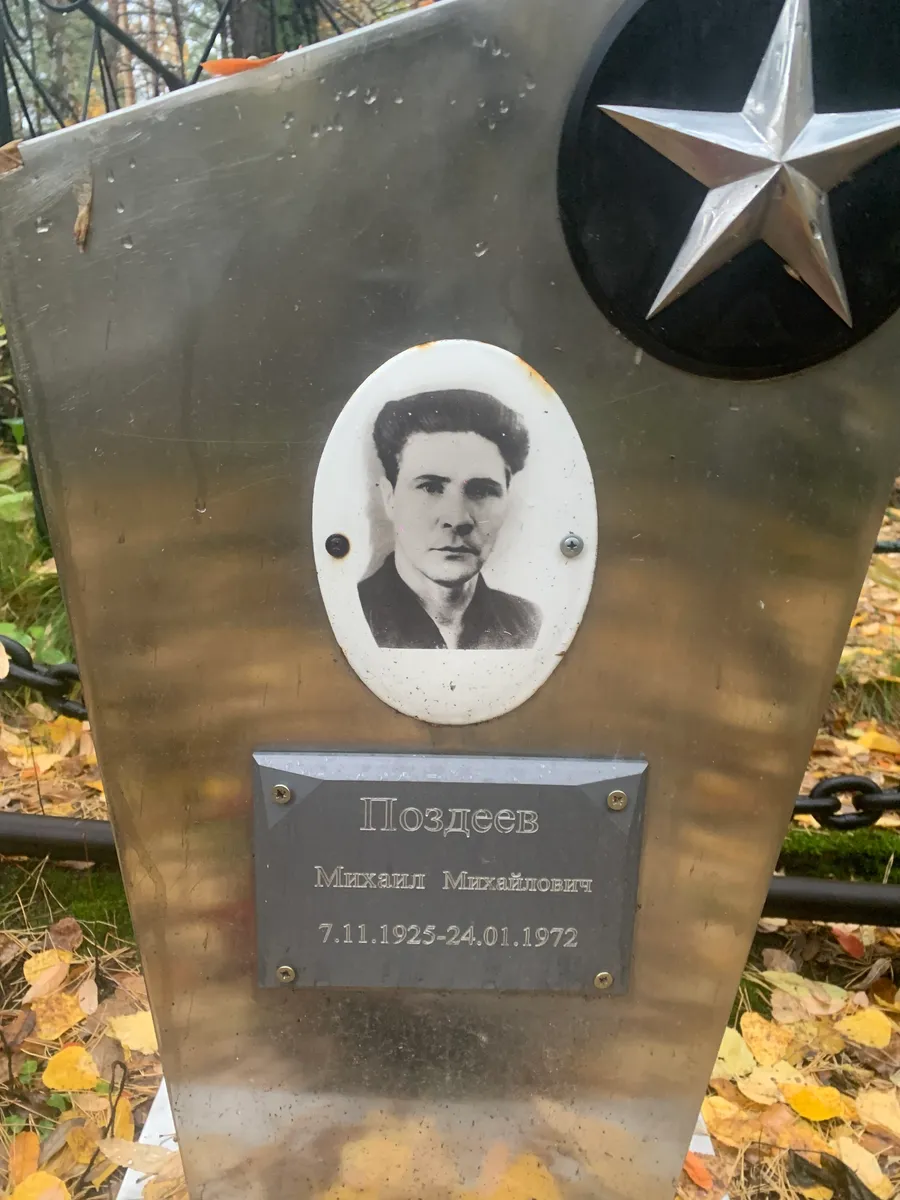 Поздеев
Михаил Михайлович
7.11.1925-24.01.1972